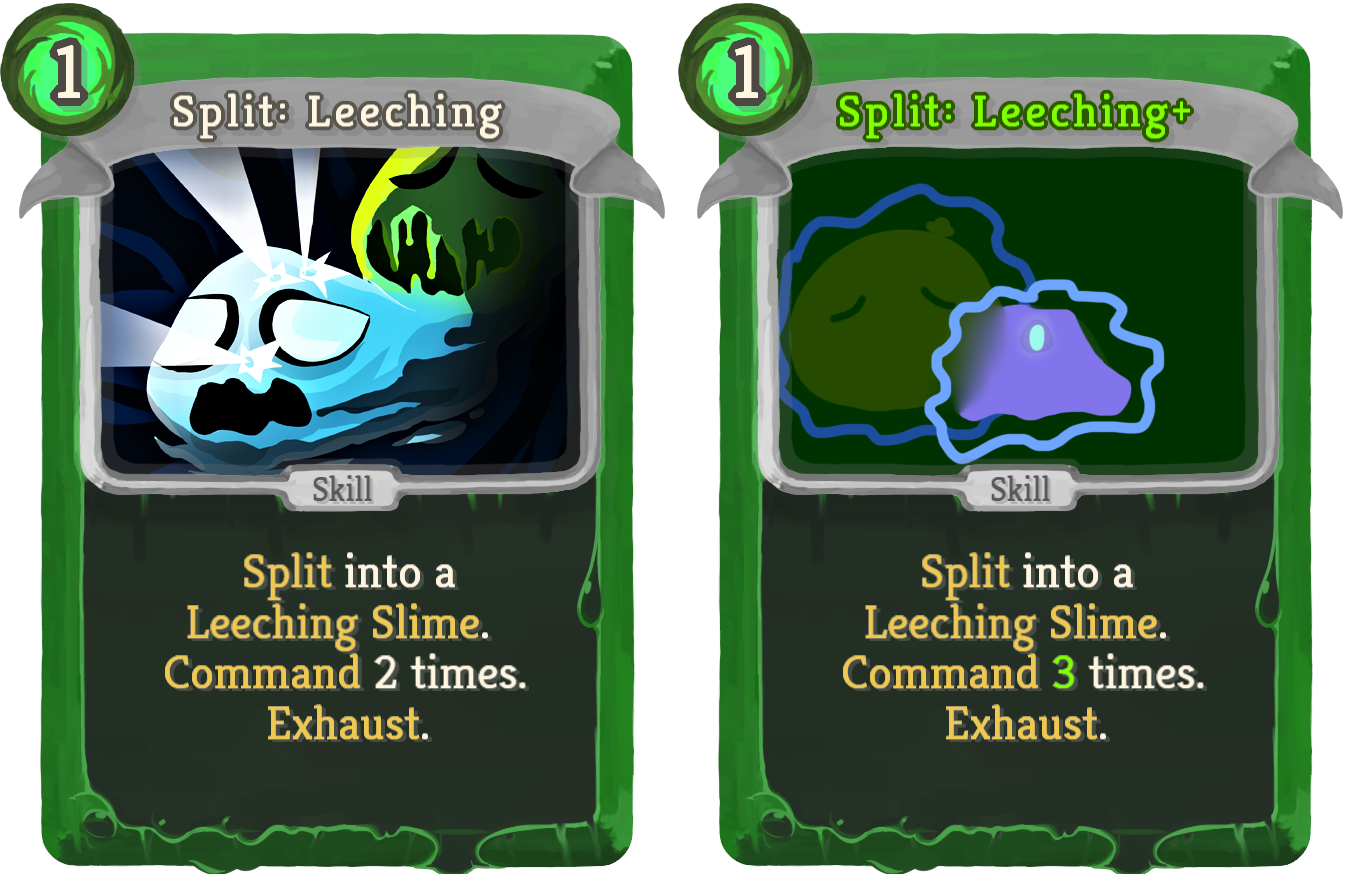 1
Split: Leeching
Skill
Split into a
Leeching Slime.
Command 2 times.
Exhaust.
1
Split: Leeching+
Skill
Split into a
Leeching Slime.
Command 3 times.
Exhaust.